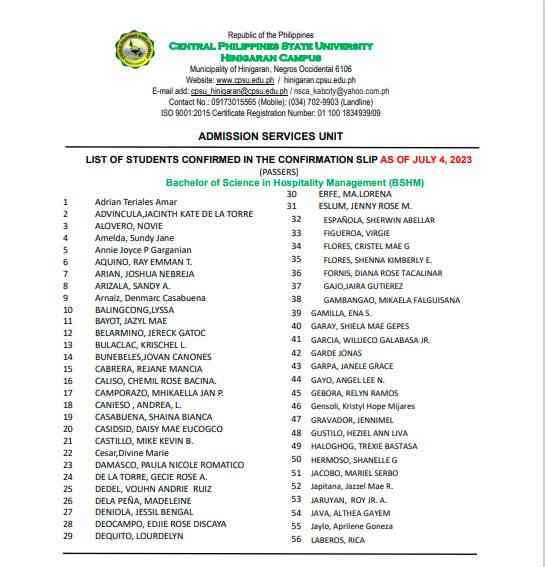 Republic of the Philippines
CENTRAL PHILIPPINES STATE UNIVERSITY
HINIGARAN CAMPUS
Municipality of Hinigaran, Negros Occidental 6106
Website: www.cpsu.edu.ph / hinigaran.cpsu.edu.ph
E-mail add: cpsu_hinigaran@cpsu.edu.ph / nsca_kabcity@yahoo.com.ph
Contact No.: 09173015565 (Mobile); (034) 702-9903 (Landline)
ISO 9001:2015 Certificate Registration Number: 01 100 1834939/09
ADMISSION SERVICES UNIT
LIST OF STUDENTS CONFIRMED IN THE CONFIRMATION SLIP AS OF JULY 4, 2023
(PASSERS)
Bachelor of Science in Hospitality Management (BSHM)
1 Adrian Teriales Amar
2 ADVINCULA,JACINTH KATE DE LA TORRE
3 ALOVERO, NOVIE
4 Amelda, Sundy Jane
5 Annie Joyce P Garganian
6 AQUINO, RAY EMMAN T.
7 ARIAN, JOSHUA NEBREJA
8 ARIZALA, SANDY A.
9 Arnaiz, Denmarc Casabuena
10 BALINGCONG,LYSSA
11 BAYOT, JAZYL MAE
12 BELARMINO, JERECK GATOC
13 BULACLAC, KRISCHEL L.
14 BUNEBELES,JOVAN CANONES
15 CABRERA, REJANE MANCIA
16 CALISO, CHEMIL ROSE BACINA.
17 CAMPORAZO, MHIKAELLA JAN P.
18 CANIESO , ANDREA, L.
19 CASABUENA, SHAINA BIANCA
20 CASIDSID, DAISY MAE EUCOGCO
21 CASTILLO, MIKE KEVIN B.
22 Cesar,Divine Marie
23 DAMASCO, PAULA NICOLE ROMATICO
24 DE LA TORRE, GECIE ROSE A.
25 DEDEL, VOUHN ANDRIE RUIZ
26 DELA PEÑA, MADELEINE
27 DENIOLA, JESSIL BENGAL
28 DEOCAMPO, EDJIE ROSE DISCAYA
29 DEQUITO, LOURDELYN
30 ERFE, MA,LORENA
31 ESLUM, JENNY ROSE M.
32 ESPAÑOLA, SHERWIN ABELLAR
33 FIGUEROA, VIRGIE
34 FLORES, CRISTEL MAE G
35 FLORES, SHENNA KIMBERLY E.
36 FORNIS, DIANA ROSE TACALINAR
37 GAJO,JAIRA GUTIEREZ
38 GAMBANGAO, MIKAELA FALGUISANA
39 GAMILLA, ENA S.
40 GARAY, SHIELA MAE GEPES
41 GARCIA, WILLIECO GALABASA JR.
42 GARDE JONAS
43 GARPA, JANELE GRACE
44 GAYO, ANGEL LEE N.
45 GEBORA, RELYN RAMOS
46 Gensoli, Kristyl Hope Mijares
47 GRAVADOR, JENNIMEL
48 GUSTILO, HEZIEL ANN LIVA
49 HALOGHOG, TREXIE BASTASA
50 HERMOSO, SHANELLE G
51 JACOBO, MARIEL SERBO
52 Japitana, Jazzel Mae R.
53 JARUYAN, ROY JR. A.
54 JAVA, ALTHEA GAYEM
55 Jaylo, Aprilene Goneza
56 LABEROS, RICA